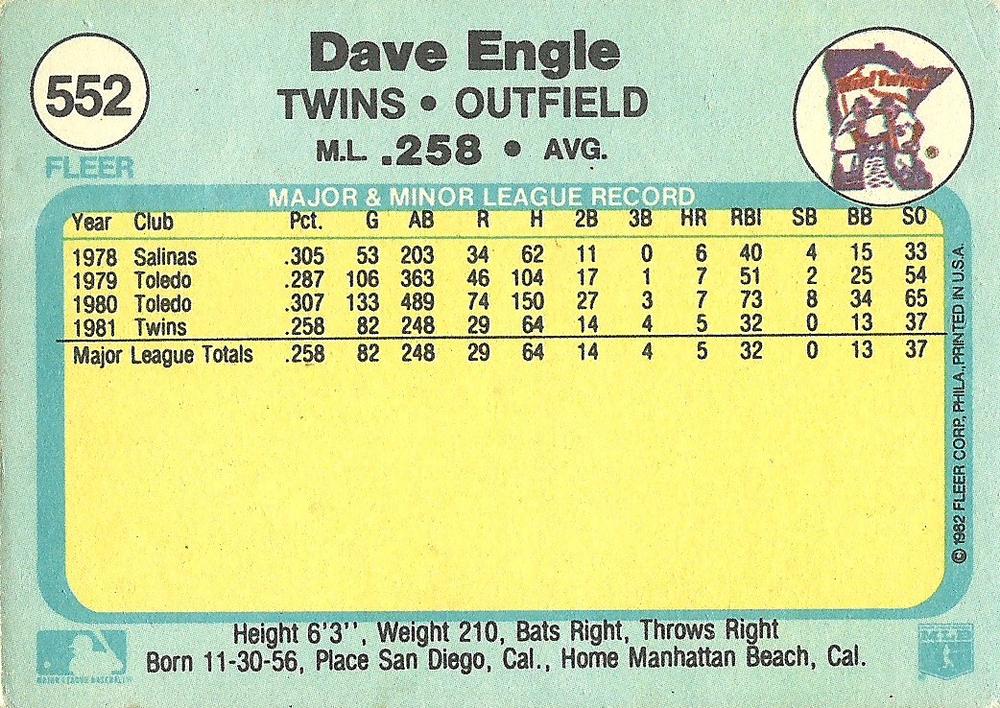 552
Dave Engle
TWINS • OUTFIELD
M.L. .258 • AVG.
FLEER
MAJOR & MINOR LEAGUE RECORD
Year Club Pct. G AB R H 2B 3B HR RBI SB BB SO
1978 Salinas .305 53 203 34 62 11 0 6 40 4 15 33
1979 Toledo .287 106 363 46 104 17 1 7 51 2 25 54
1980 Toledo .307 133 489 74 150 27 3 7 73 8 34 65
1981 Twins .258 82 248 29 64 14 4 5 32 0 13 37
Major League Totals .258 82 248 29 64 14 4 5 32 0 13 37
© 1982 FLEER CORP., PHILA., PRINTED IN U.S.A.
Height 6'3'', Weight 210, Bats Right, Throws Right
Born 11-30-56, Place San Diego, Cal., Home Manhattan Beach, Cal.
MAJOR LEAGUE BASEBALL
MLB